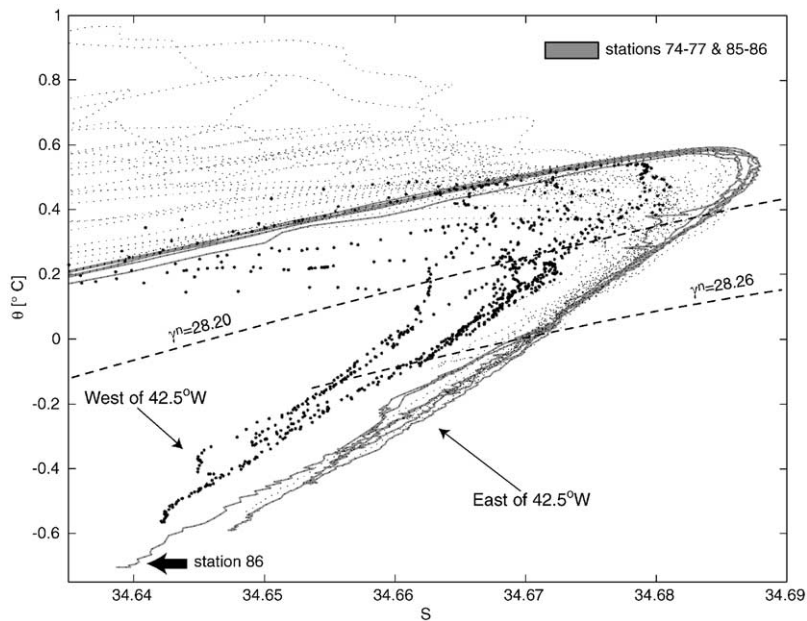 1
0.8
0.6
0.4
0.2
0
-0.2
-0.4
-0.6
θ [° C]
stations 74-77 & 85-86
γⁿ=28.20
γⁿ=28.26
West of 42.5°W
East of 42.5°W
station 86
34.64
34.65
34.66
34.67
34.68
34.69
S